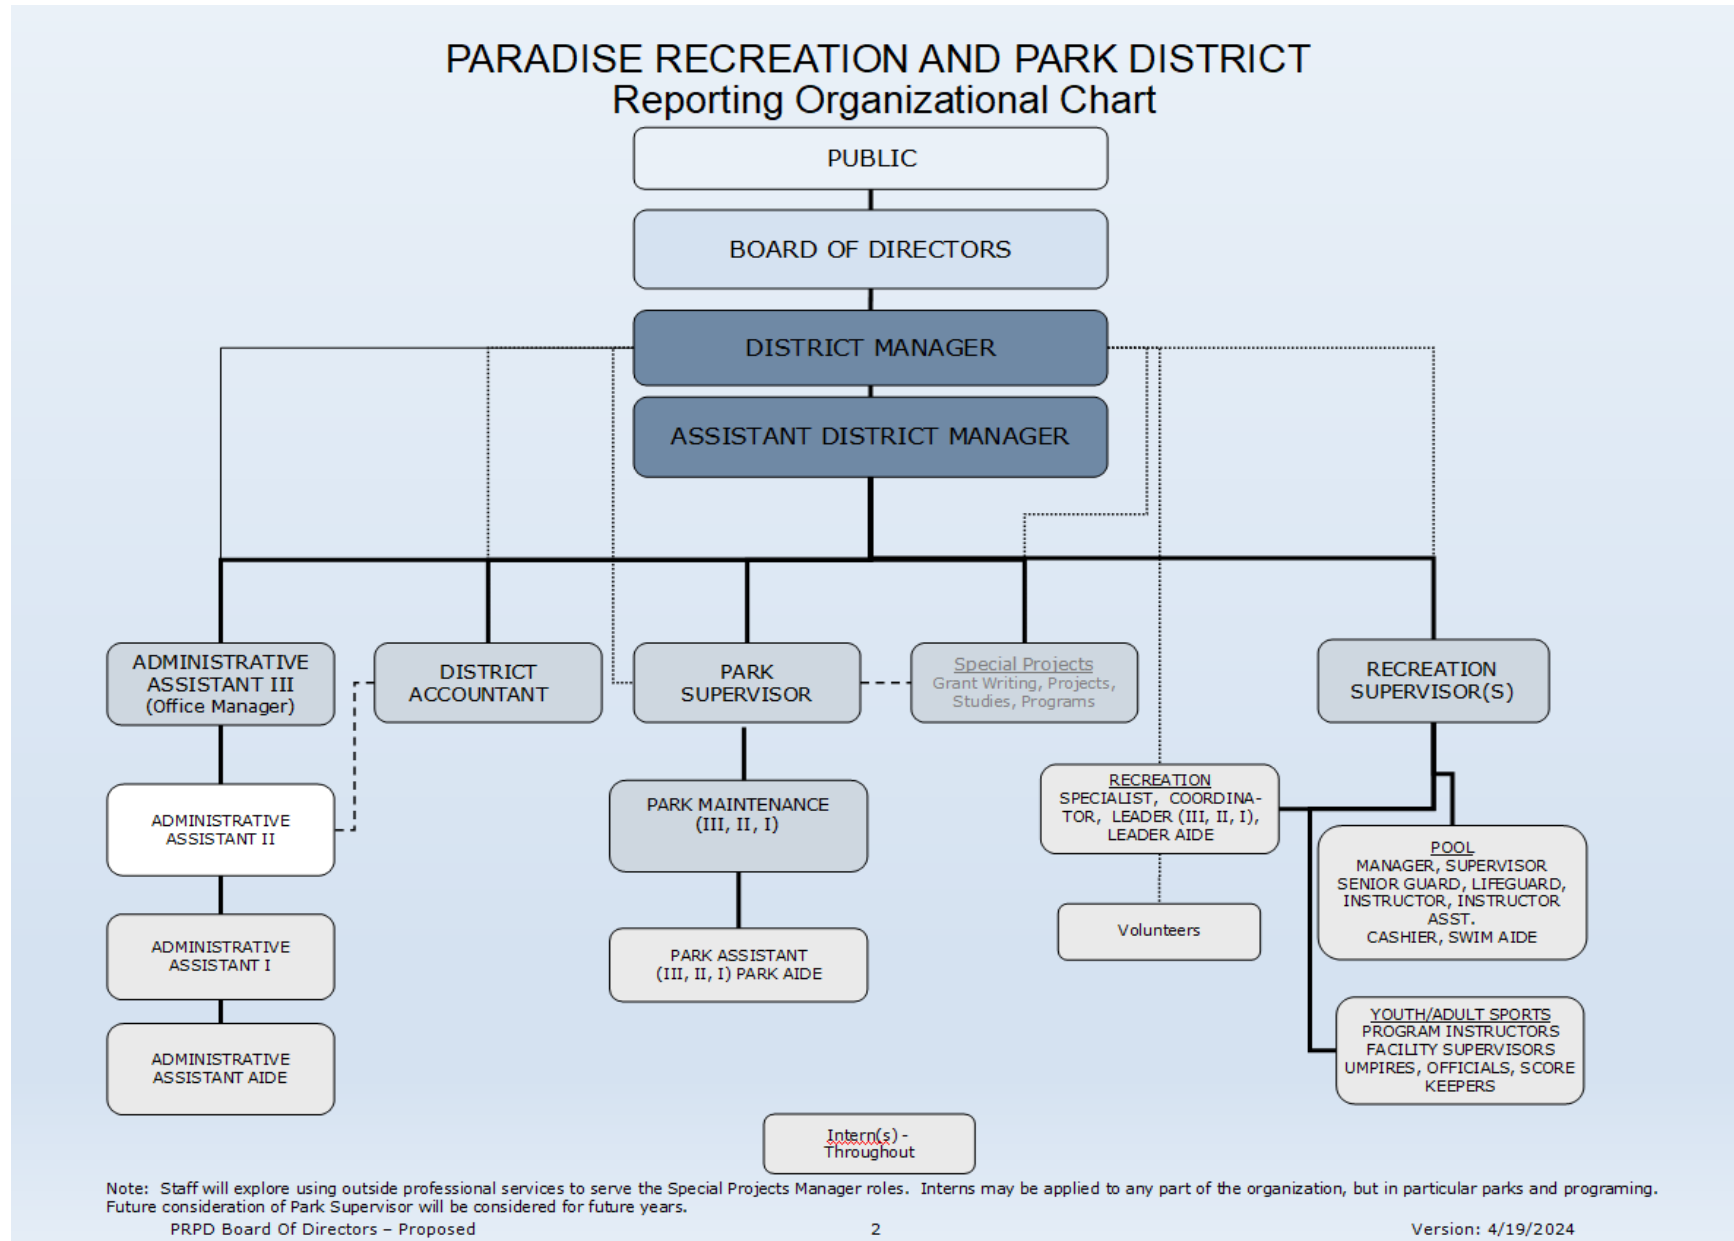 PARADISE RECREATION AND PARK DISTRICT
Reporting Organizational Chart
PUBLIC
BOARD OF DIRECTORS
DISTRICT MANAGER
ASSISTANT DISTRICT MANAGER
ADMINISTRATIVE
ASSISTANT III
(Office Manager)
DISTRICT
ACCOUNTANT
PARK
SUPERVISOR
Special Projects
Grant Writing, Projects,
Studies, Programs
RECREATION
SUPERVISOR(S)
ADMINISTRATIVE
ASSISTANT II
PARK MAINTENANCE
(III, II, I)
RECREATION
SPECIALIST, COORDINA-
TOR, LEADER (III, II, I),
LEADER AIDE
POOL
MANAGER, SUPERVISOR
SENIOR GUARD, LIFEGUARD,
INSTRUCTOR, INSTRUCTOR
ASST.
CASHIER, SWIM AIDE
ADMINISTRATIVE
ASSISTANT I
PARK ASSISTANT
(III, II, I) PARK AIDE
Volunteers
ADMINISTRATIVE
ASSISTANT AIDE
YOUTH/ADULT SPORTS
PROGRAM INSTRUCTORS
FACILITY SUPERVISORS
UMPIRES, OFFICIALS, SCORE
KEEPERS
Intern(s) -
Throughout
Note: Staff will explore using outside professional services to serve the Special Projects Manager roles. Interns may be applied to any part of the organization, but in particular parks and programing.
Future consideration of Park Supervisor will be considered for future years.
PRPD Board Of Directors – Proposed
2
Version: 4/19/2024